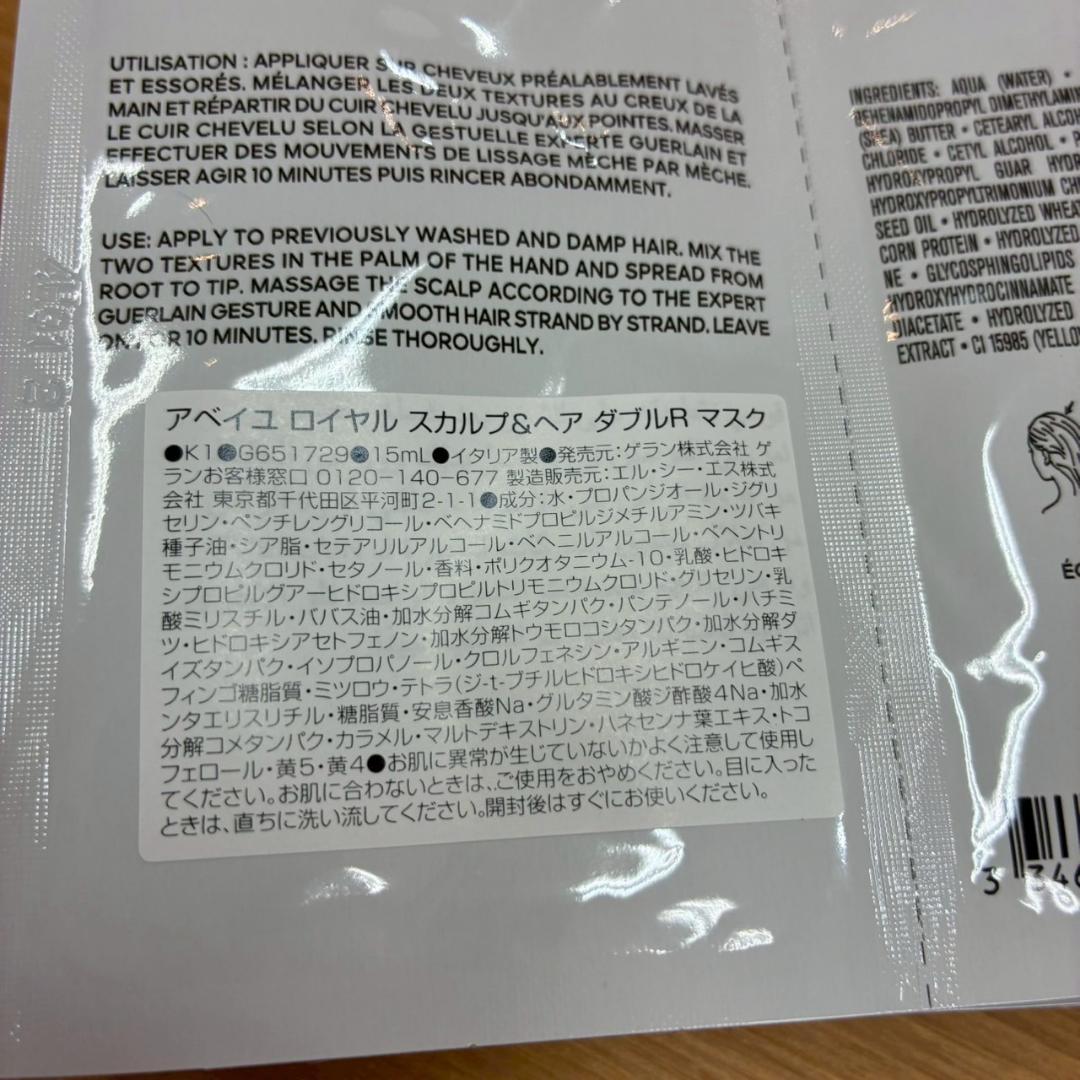 UTILISATION : APPLIQUER SUR CHEVEUX PRÉALABLEMENT LAVÉS
ET ESSORÉS. MÉLANGER LES DEUX TEXTURES AU CREUX DE LA
MAIN ET RÉPARTIR DU CUIR CHEVELU JUSQU'AUX POINTES. MASSER
LE CUIR CHEVELU SELON LA GESTUELLE EXPERTE GUERLAIN ET
EFFECTUER DES MOUVEMENTS DE LISSAGE MÈCHE PAR MÈCHE.
LAISSER AGIR 10 MINUTES PUIS RINCER ABONDAMMENT.
USE: APPLY TO PREVIOUSLY WASHED AND DAMP HAIR. MIX THE
TWO TEXTURES IN THE PALM OF THE HAND AND SPREAD FROM
ROOT TO TIP. MASSAGE THE SCALP ACCORDING TO THE EXPERT
GUERLAIN GESTURE AND SMOOTH HAIR STRAND BY STRAND. LEAVE
ON FOR 10 MINUTES. RINSE THOROUGHLY.
アベイユ ロイヤル スカルプ&ヘア ダブルR マスク
●K1●G651729●15mL●イタリア製●発売元:ゲラン株式会社 ゲ
ランお客様窓口 0120-140-677 製造販売元:エル・シー・エス株式
会社 東京都千代田区平河町2-1-1●成分:水・プロパンジオール・ジグリ
セリン・ペンチレングリコール・ベヘナミドプロピルジメチルアミン・ツバキ
種子油・シア脂・セテアリルアルコール・ベヘニルアルコール・ベヘントリ
モニウムクロリド・セタノール・香料・ポリクオタニウム-10・乳酸・ヒドロキ
シプロピルグアーヒドロキシプロピルトリモニウムクロリド・グリセリン・乳
酸ミリスチル・ババス油・加水分解コムギタンパク・パンテノール・ハチミ
ツ・ヒドロキシアセトフェノン・加水分解トウモロコシタンパク・加水分解ダ
イズタンパク・イソプロパノール・クロルフェネシン・アルギニン・コムギス
フィンゴ糖脂質・ミツロウ・テトラ(ジ-t-ブチルヒドロキシヒドロケイヒ酸)ペ
ンタエリスリチル・糖脂質・安息香酸Na・グルタミン酸ジ酢酸4Na・加水
分解コメタンパク・カラメル・マルトデキストリン・ハネセンナ葉エキス・トコ
フェロール・黄5・黄4●お肌に異常が生じていないかよく注意して使用し
てください。お肌に合わないときは、ご使用をおやめください。目に入った
ときは、直ちに洗い流してください。開封後はすぐにお使いください。
INGREDIENTS: AQUA (WATER) •
BEHENAMIDOPROPYL DIMETHYLAMIN
(SHEA) BUTTER • CETEARYL ALCOHO
CHLORIDE • CETYL ALCOHOL • P
HYDROXYPROPYL GUAR HYDR
HYDROXYPROPYLTRIMONIUM CH
SEED OIL • HYDROLYZED WHEAT
CORN PROTEIN • HYDROLYZED
NE • GLYCOSPHINGOLIPIDS
HYDROXYHYDROCINNAMATE
DIACETATE • HYDROLYZED
EXTRACT • CI 15985 (YELLO
3 346